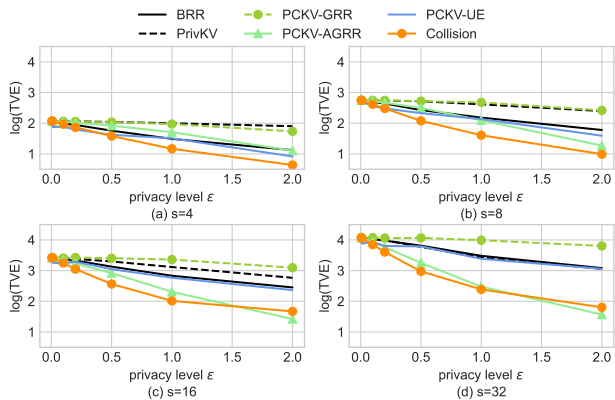 BRR PCKV-GRR PCKV-UE
PrivKV PCKV-AGRR Collision
4 4
3 3
2 2
1 1
log(TVE) log(TVE)
0.0 0.5 1.0 1.5 2.0 0.0 0.5 1.0 1.5 2.0
privacy level ε privacy level ε
(a) s=4 (b) s=8
4 4
3 3
2 2
1 1
log(TVE) log(TVE)
0.0 0.5 1.0 1.5 2.0 0.0 0.5 1.0 1.5 2.0
privacy level ε privacy level ε
(c) s=16 (d) s=32